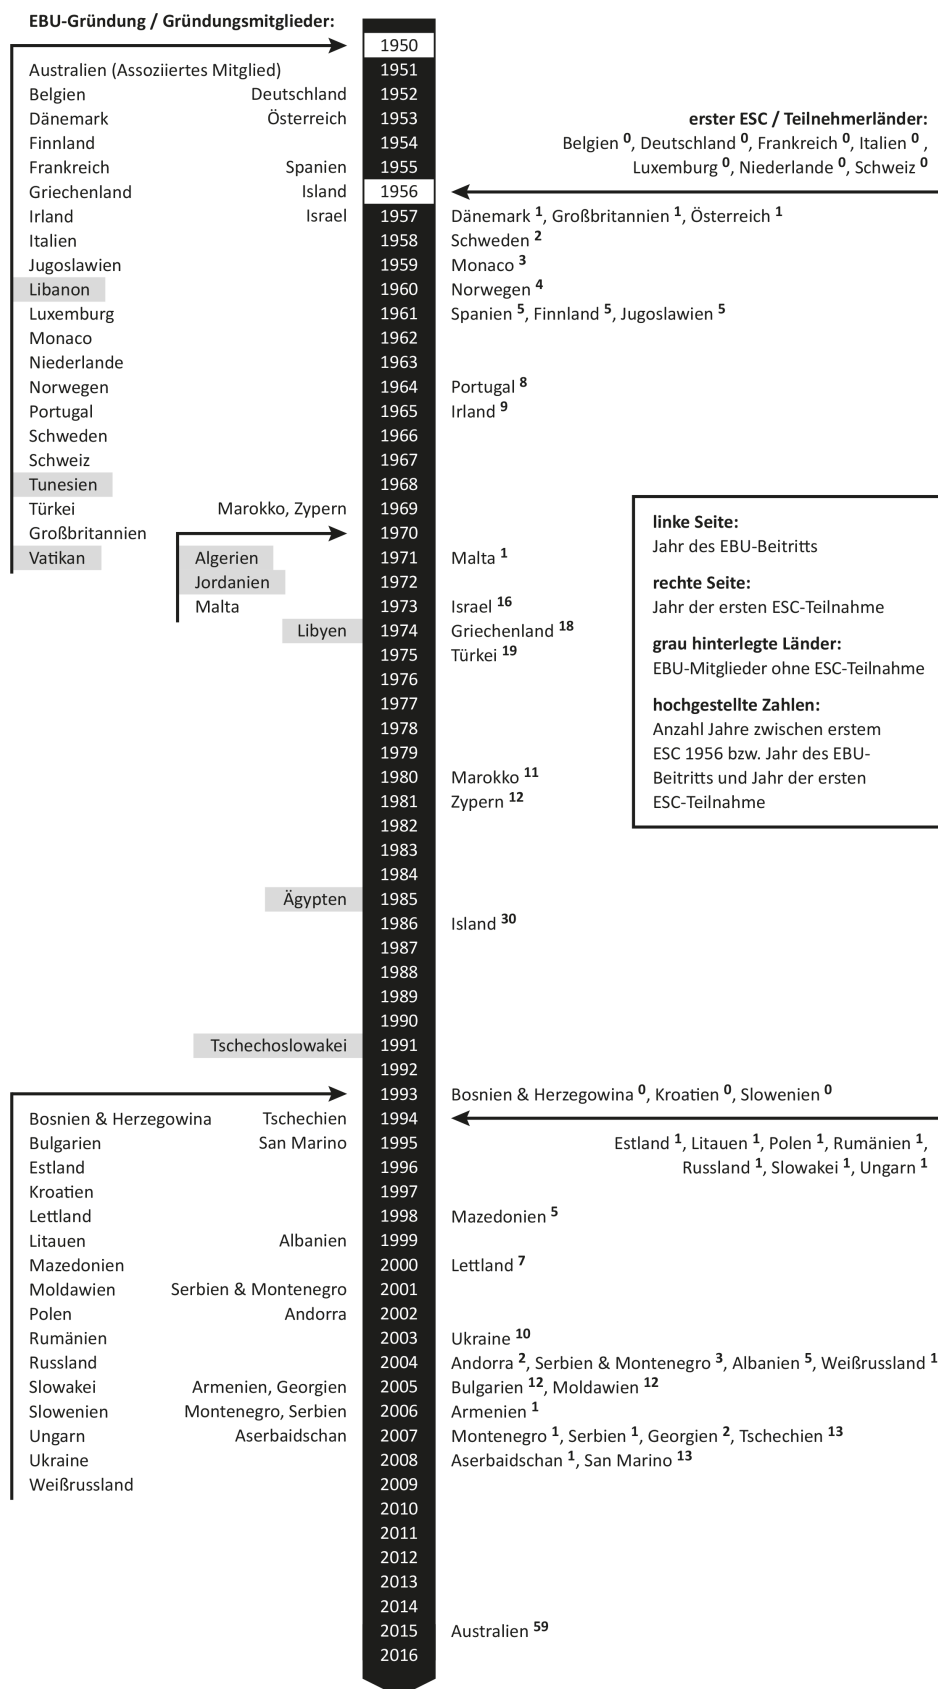 EBU-Gründung / Gründungsmitglieder:
1950
Australien (Assoziiertes Mitglied) 1951
Belgien Deutschland 1952
Dänemark Österreich 1953 erster ESC / Teilnehmerländer:
Finnland 1954 Belgien 0, Deutschland 0, Frankreich 0, Italien 0 ,
Frankreich Spanien 1955 Luxemburg 0, Niederlande 0, Schweiz 0
Griechenland Island 1956
Irland Israel 1957 Dänemark 1, Großbritannien 1, Österreich 1
Italien 1958 Schweden 2
Jugoslawien 1959 Monaco 3
Libanon 1960 Norwegen 4
Luxemburg 1961 Spanien 5, Finnland 5, Jugoslawien 5
Monaco 1962
Niederlande 1963
Norwegen 1964 Portugal 8
Portugal 1965 Irland 9
Schweden 1966
Schweiz 1967
Tunesien 1968
Türkei Marokko, Zypern 1969
Großbritannien 1970
Vatikan Algerien 1971 Malta 1
Jordanien 1972
Malta 1973 Israel 16
Libyen 1974 Griechenland 18
1975 Türkei 19
1976
1977
1978
1979
1980 Marokko 11
1981 Zypern 12
1982
1983
1984
Ägypten 1985
1986 Island 30
1987
1988
1989
1990
Tschechoslowakei 1991
1992
linke Seite:
Jahr des EBU-Beitritts
rechte Seite:
Jahr der ersten ESC-Teilnahme
grau hinterlegte Länder:
EBU-Mitglieder ohne ESC-Teilnahme
hochgestellte Zahlen:
Anzahl Jahre zwischen erstem
ESC 1956 bzw. Jahr des EBU-
Beitritts und Jahr der ersten
ESC-Teilnahme
1993 Bosnien & Herzegowina 0, Kroatien 0, Slowenien 0
Bosnien & Herzegowina Tschechien 1994
Bulgarien San Marino 1995 Estland 1, Litauen 1, Polen 1, Rumänien 1,
Estland 1996 Russland 1, Slowakei 1, Ungarn 1
Kroatien 1997
Lettland 1998 Mazedonien 5
Litauen Albanien 1999
Mazedonien 2000 Lettland 7
Moldawien Serbien & Montenegro 2001
Polen Andorra 2002
Rumänien 2003 Ukraine 10
Russland 2004 Andorra 2, Serbien & Montenegro 3, Albanien 5, Weißrussland 1
Slowakei Armenien, Georgien 2005 Bulgarien 12, Moldawien 12
Slowenien Montenegro, Serbien 2006 Armenien 1
Ungarn Aserbaidschan 2007 Montenegro 1, Serbien 1, Georgien 2, Tschechien 13
Ukraine 2008 Aserbaidschan 1, San Marino 13
Weißrussland 2009
2010
2011
2012
2013
2014
2015 Australien 59
2016